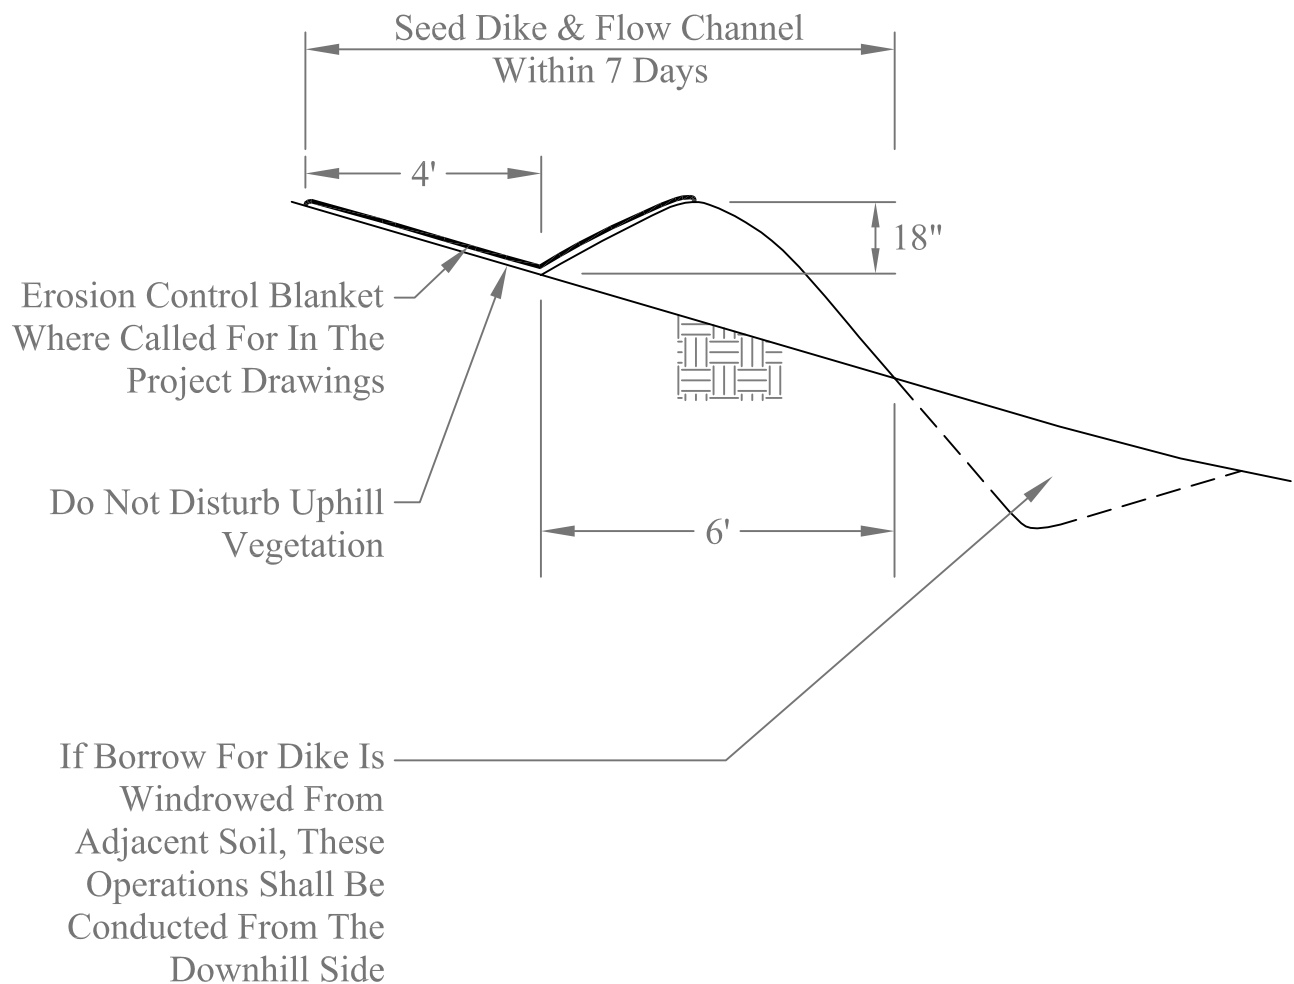 Seed Dike & Flow Channel
Within 7 Days
4'
18"
Erosion Control Blanket
Where Called For In The
Project Drawings
Do Not Disturb Uphill
Vegetation
6'
If Borrow For Dike Is
Windrowed From
Adjacent Soil, These
Operations Shall Be
Conducted From The
Downhill Side